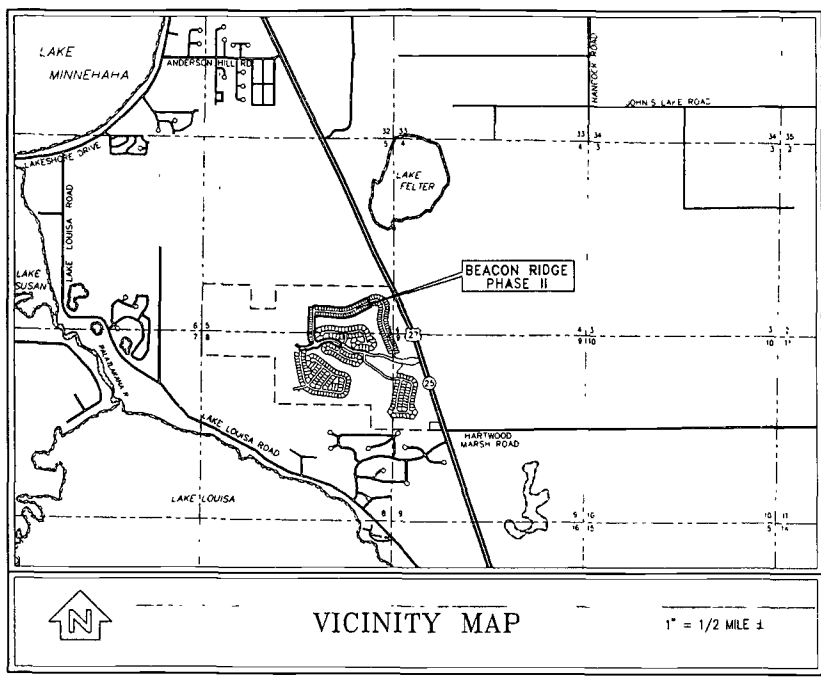 LAKE
MINNEHAHA
ANDERSON HILL RD
HANCOCK ROAD
JOHN S LAKE ROAD
32 33
5 4
33 34
4 3
34 35
3 2
LAKESHORE DRIVE
LAKE
FELTER
LAKE LOUISA ROAD
LAKE
SUSAN
BEACON RIDGE
PHASE II
6 5
7 8
27
4 3
9 10
3 2
10 11
PALATLAKAHA R
25
LAKE LOUISA ROAD
HARTWOOD
MARSH ROAD
LAKE LOUISA
8 9
9 10
16 15
10 11
14
N
VICINITY MAP
1" = 1/2 MILE ±